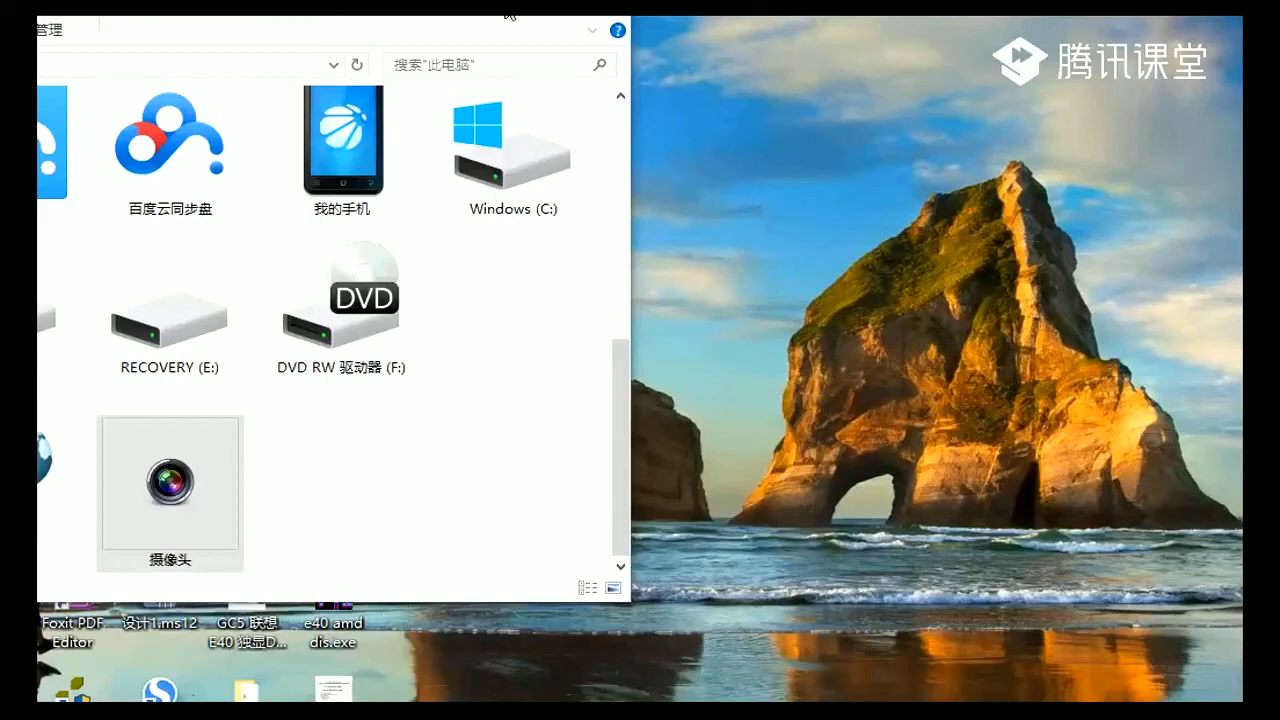 管理
腾讯课堂
搜索"此电脑"
百度云同步盘
我的手机
Windows (C:)
DVD
RECOVERY (E:)
DVD RW 驱动器 (F:)
摄像头
Foxit PDF
Editor
设计1.ms12
GC5 联想
E40 独显D...
e40 amd
dis.exe